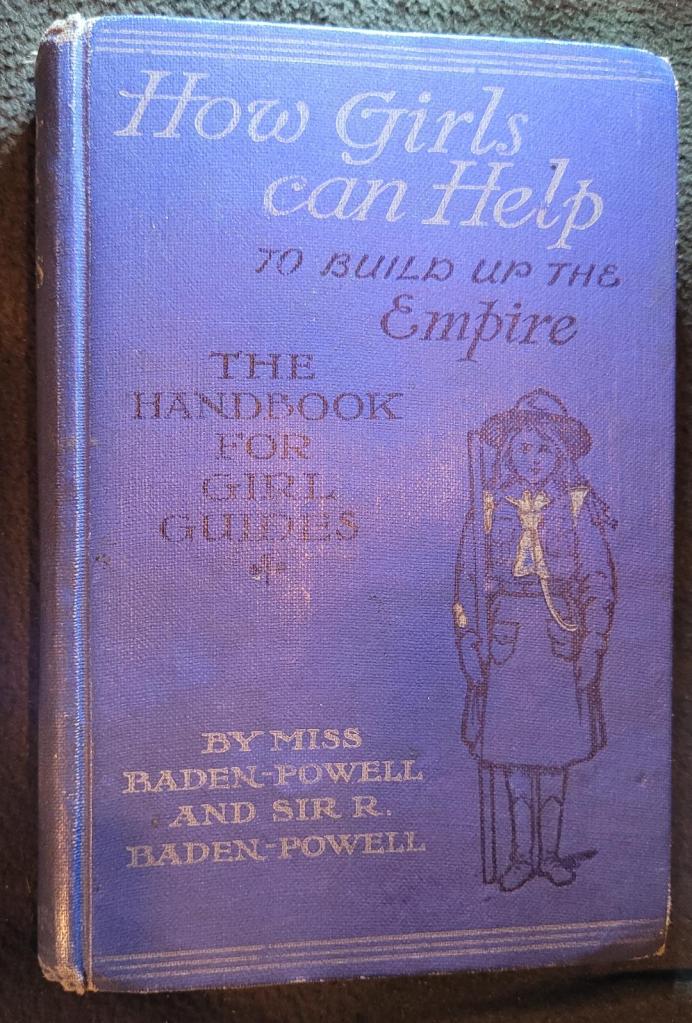 How Girls
can Help
TO BUILD UP THE
Empire
THE
HANDBOOK
FOR
GIRL
GUIDES
BY MISS
BADEN-POWELL
AND SIR R.
BADEN-POWELL